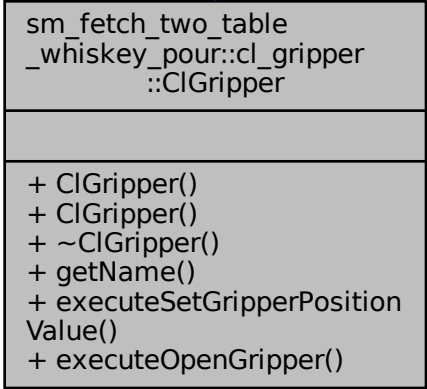 sm_fetch_two_table
_whiskey_pour::cl_gripper
::ClGripper
+ ClGripper()
+ ClGripper()
+ ~ClGripper()
+ getName()
+ executeSetGripperPosition
Value()
+ executeOpenGripper()